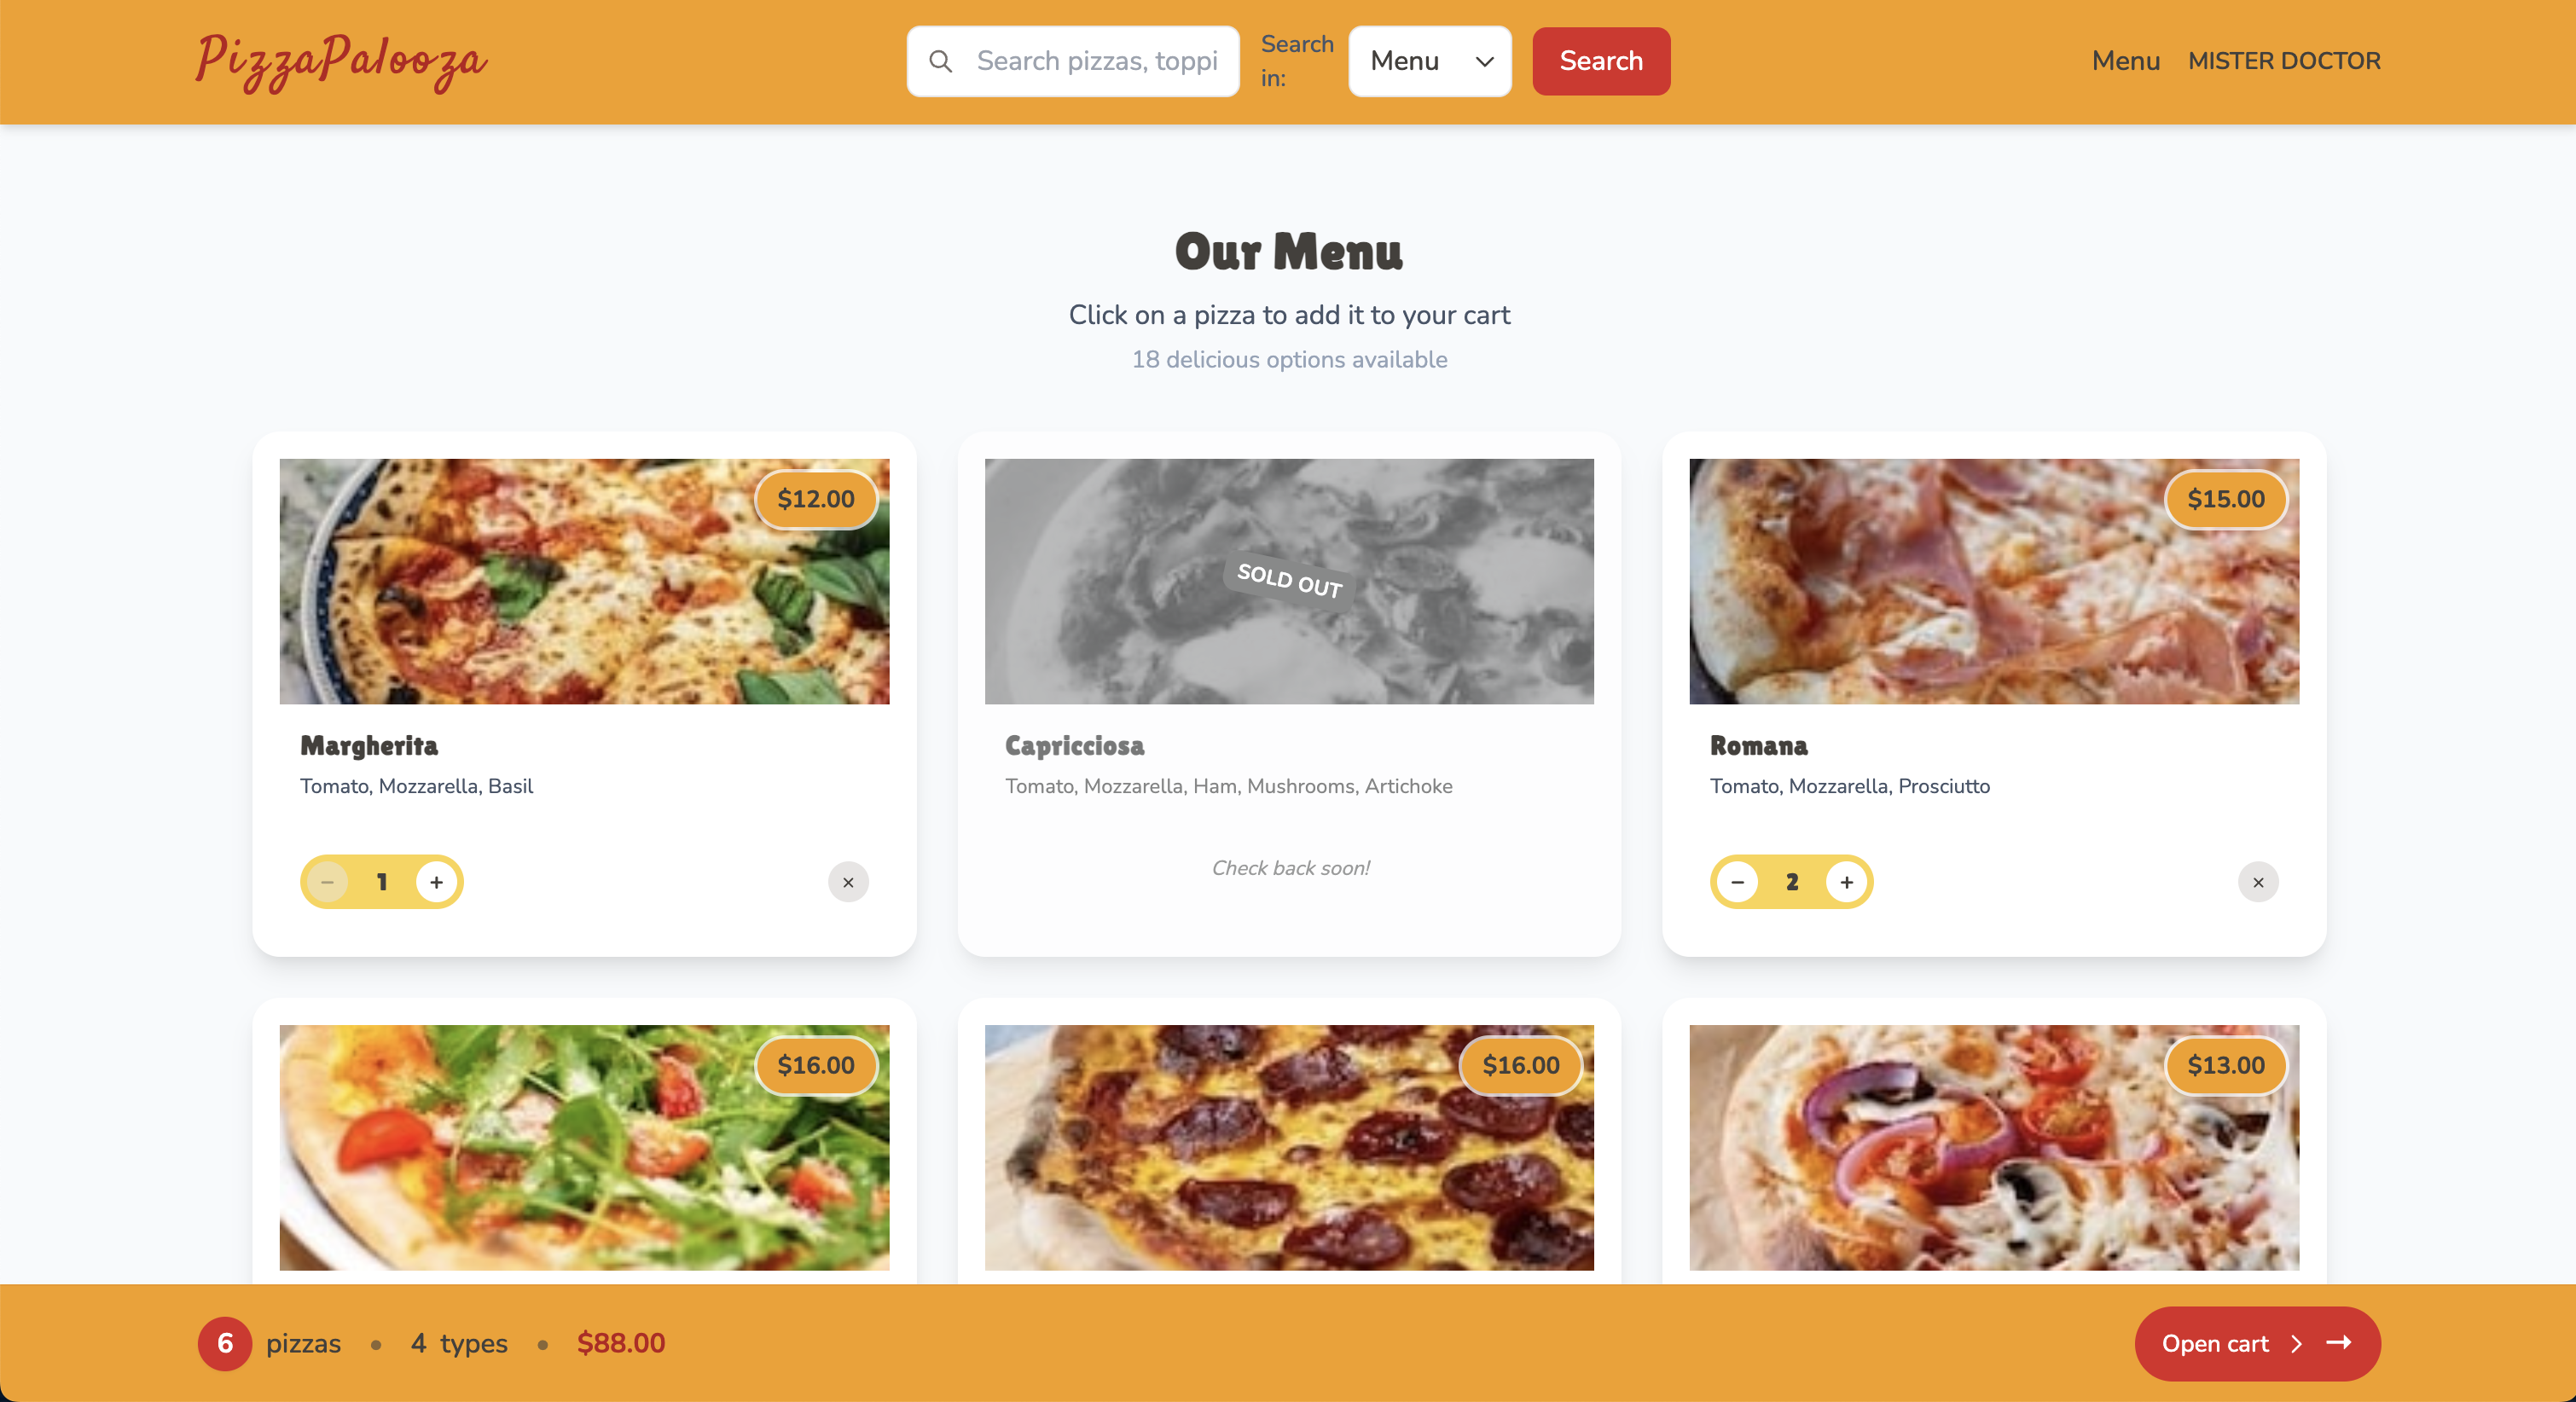 PizzaPalooza
Search pizzas, toppi
Search
in:
Menu
Search
Menu
MISTER DOCTOR
Our Menu
Click on a pizza to add it to your cart
18 delicious options available
$12.00
Margherita
Tomato, Mozzarella, Basil
− 1 +
×
SOLD OUT
Capricciosa
Tomato, Mozzarella, Ham, Mushrooms, Artichoke
Check back soon!
$15.00
Romana
Tomato, Mozzarella, Prosciutto
− 2 +
×
$16.00
$16.00
$13.00
6 pizzas • 4 types • $88.00
Open cart > →